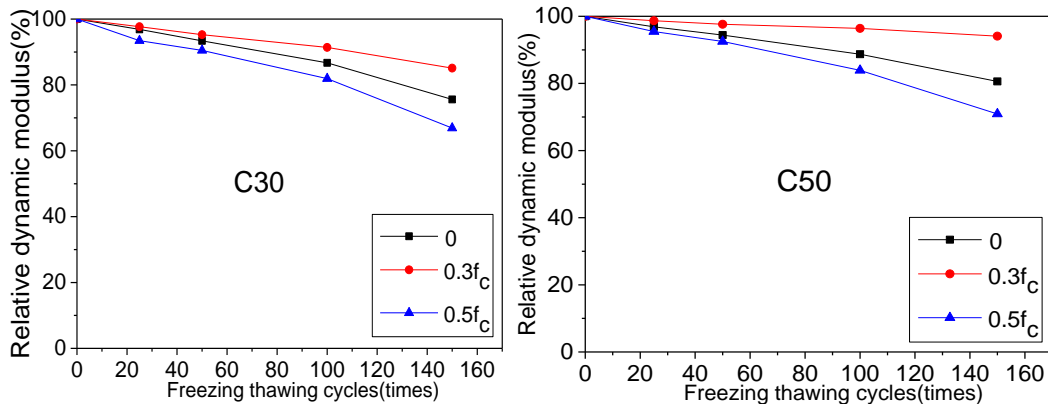 Relative dynamic modulus(%)
100
80
60
40
20
0
C30
0
0.3fc
0.5fc
0 20 40 60 80 100 120 140 160
Freezing thawing cycles(times)
Relative dynamic modulus(%)
100
80
60
40
20
0
C50
0
0.3fc
0.5fc
0 20 40 60 80 100 120 140 160
Freezing thawing cycles(times)